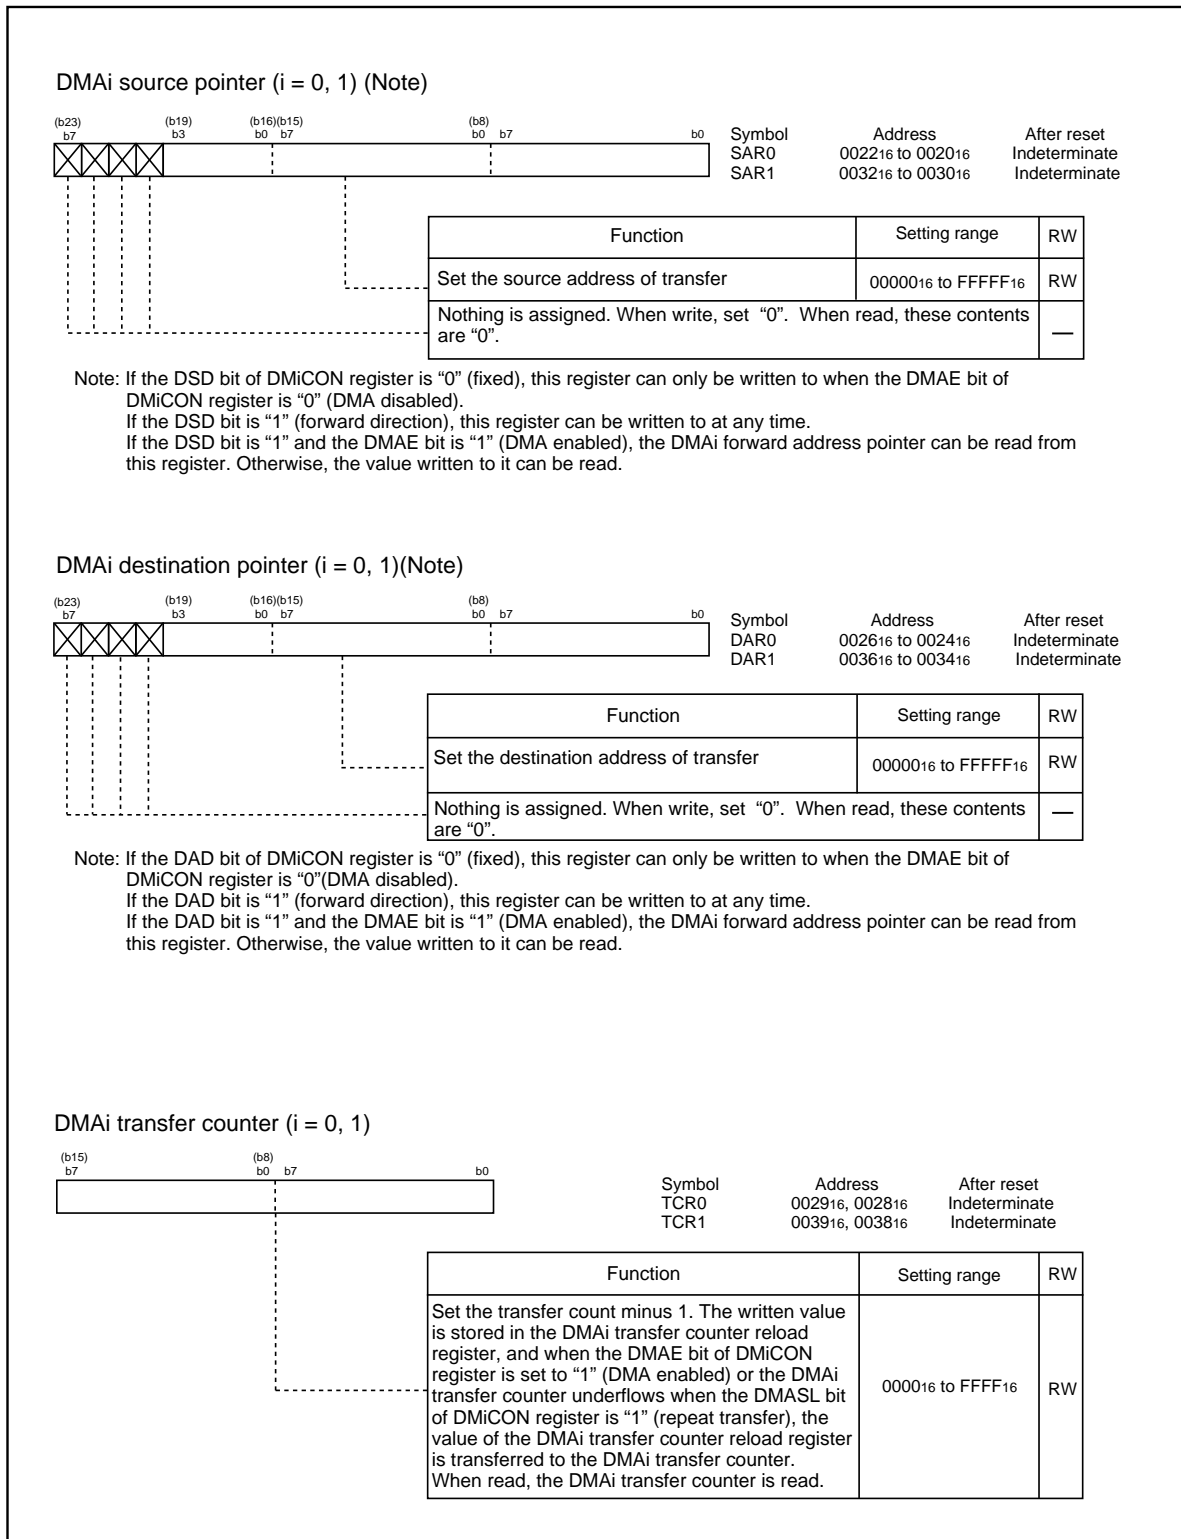 DMAi source pointer (i = 0, 1) (Note)
(b23) (b19) (b16)(b15) (b8)
b7 b3 b0 b7 b0 b7 b0
Symbol Address After reset
SAR0 002216 to 002016 Indeterminate
SAR1 003216 to 003016 Indeterminate
Function Setting range RW
Set the source address of transfer 0000016 to FFFFF16 RW
Nothing is assigned. When write, set “0”. When read, these contents
are “0”. —
Note: If the DSD bit of DMiCON register is “0” (fixed), this register can only be written to when the DMAE bit of
DMiCON register is “0” (DMA disabled).
If the DSD bit is “1” (forward direction), this register can be written to at any time.
If the DSD bit is “1” and the DMAE bit is “1” (DMA enabled), the DMAi forward address pointer can be read from
this register. Otherwise, the value written to it can be read.
DMAi destination pointer (i = 0, 1)(Note)
(b23) (b19) (b16)(b15) (b8)
b7 b3 b0 b7 b0 b7 b0
Symbol Address After reset
DAR0 002616 to 002416 Indeterminate
DAR1 003616 to 003416 Indeterminate
Function Setting range RW
Set the destination address of transfer 0000016 to FFFFF16 RW
Nothing is assigned. When write, set “0”. When read, these contents
are “0”. —
Note: If the DAD bit of DMiCON register is “0” (fixed), this register can only be written to when the DMAE bit of
DMiCON register is “0”(DMA disabled).
If the DAD bit is “1” (forward direction), this register can be written to at any time.
If the DAD bit is “1” and the DMAE bit is “1” (DMA enabled), the DMAi forward address pointer can be read from
this register. Otherwise, the value written to it can be read.
DMAi transfer counter (i = 0, 1)
(b15) (b8)
b7 b0 b7 b0
Symbol Address After reset
TCR0 002916, 002816 Indeterminate
TCR1 003916, 003816 Indeterminate
Function Setting range RW
Set the transfer count minus 1. The written value
is stored in the DMAi transfer counter reload
register, and when the DMAE bit of DMiCON
register is set to “1” (DMA enabled) or the DMAi
transfer counter underflows when the DMASL bit 000016 to FFFF16 RW
of DMiCON register is “1” (repeat transfer), the
value of the DMAi transfer counter reload register
is transferred to the DMAi transfer counter.
When read, the DMAi transfer counter is read.